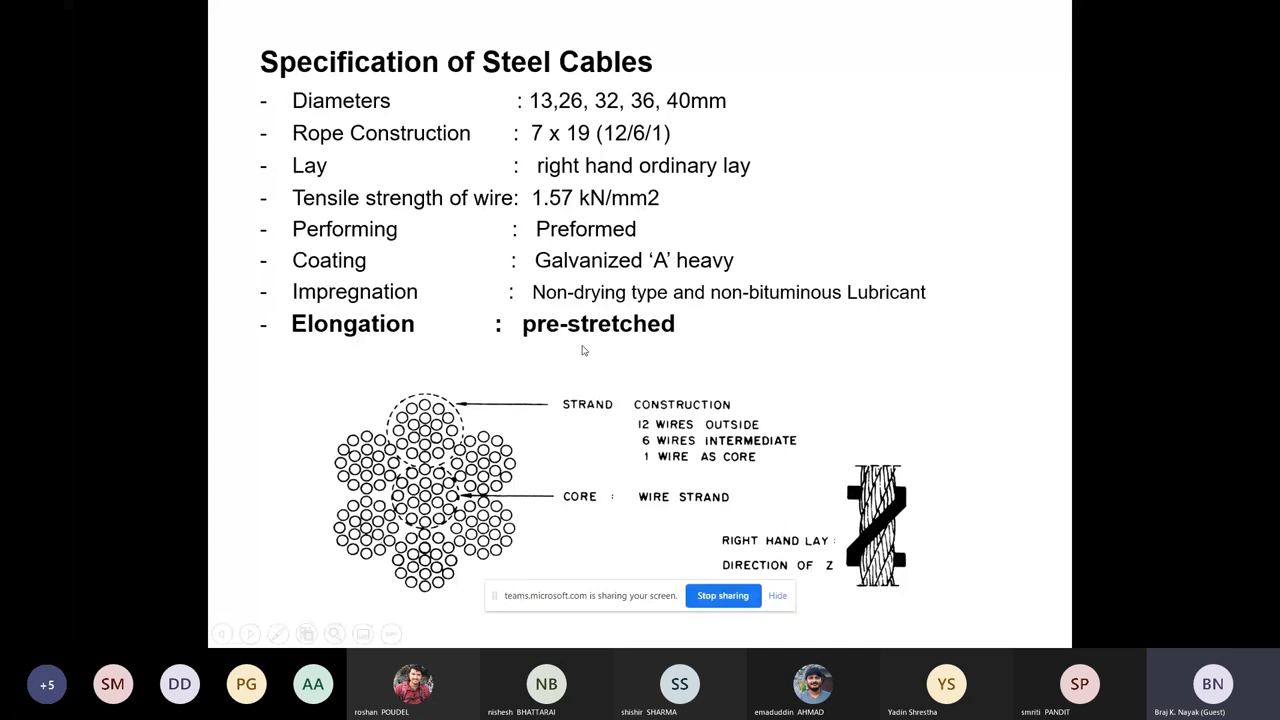 Specification of Steel Cables
- Diameters : 13,26, 32, 36, 40mm
- Rope Construction : 7 x 19 (12/6/1)
- Lay : right hand ordinary lay
- Tensile strength of wire: 1.57 kN/mm2
- Performing : Preformed
- Coating : Galvanized ‘A’ heavy
- Impregnation : Non-drying type and non-bituminous Lubricant
- Elongation : pre-stretched
STRAND CONSTRUCTION
12 WIRES OUTSIDE
6 WIRES INTERMEDIATE
1 WIRE AS CORE
CORE : WIRE STRAND
RIGHT HAND LAY :
DIRECTION OF Z
teams.microsoft.com is sharing your screen. Stop sharing Hide
+5 SM DD PG AA NB SS YS SP BN
roshan POUDEL nishesh BHATTARAI shishir SHARMA emaduddin AHMAD Yadin Shrestha smriti PANDIT Braj K. Nayak (Guest)